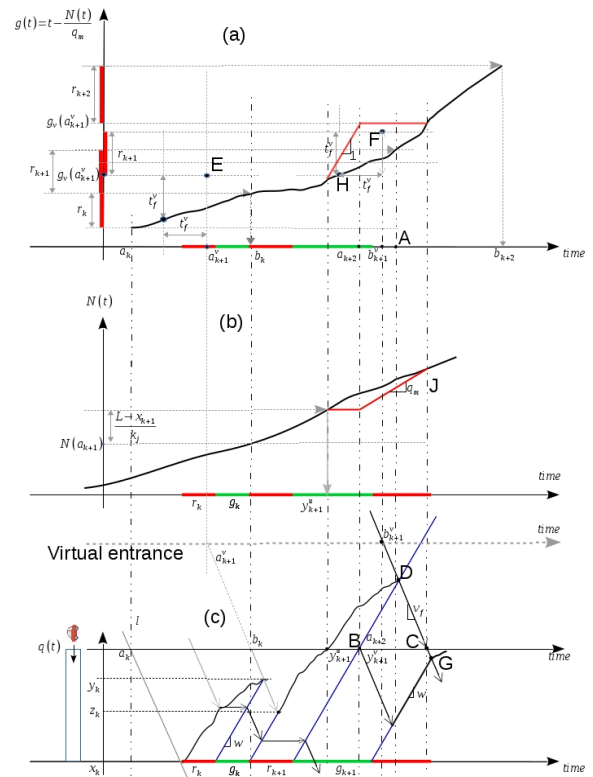 g(t)=t-N(t)/q_m
(a)
r_{k+2}
g_v(a^v_{k+1})
r_{k+1}
F
t^v_f
1
r_{k+1}
g_v(a^v_{k+1})
E
H
t^v_f
t^v_f
r_k
t^v_f
A
a_k
a^v_{k+1}
b_k
a_{k+2}
b^v_{k+1}
b_{k+2}
time
N(t)
(b)
q_m
J
L-x_{k+1}
k_j
N(a_{k+1})
time
r_k
g_k
y^u_{k+1}
time
b^v_{k+1}
Virtual entrance
a^v_{k+1}
D
v_f
(c)
l
q(t)
a_k
b_k
B
a_{k+2}
C
y^u_{k+1}
y^v_{k+1}
time
G
y_k
z_k
w
w
x_k
r_k
g_k
r_{k+1}
g_{k+1}